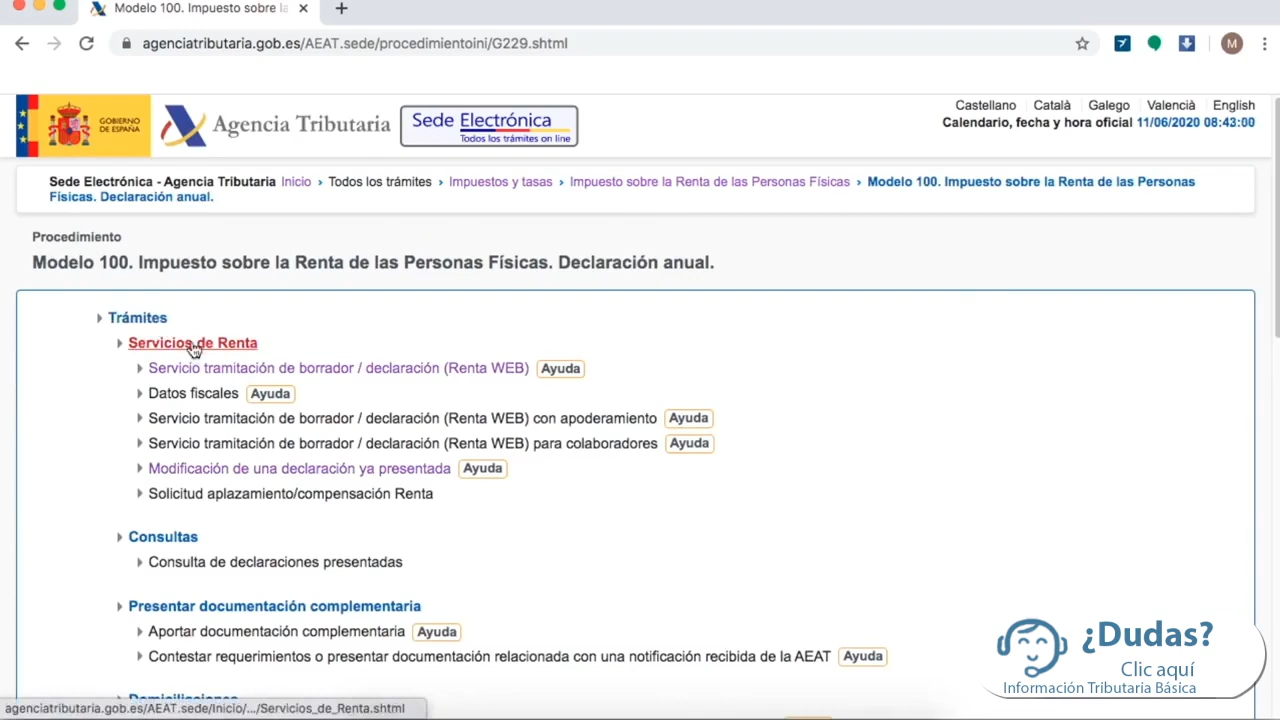 Modelo 100. Impuesto sobre la
agenciatributaria.gob.es/AEAT.sede/procedimientoini/G229.shtml
M
GOBIERNO
DE ESPAÑA
Agencia Tributaria
Sede Electrónica
Todos los trámites on line
Castellano Català Galego Valencià English
Calendario, fecha y hora oficial 11/06/2020 08:43:00
Sede Electrónica - Agencia Tributaria Inicio › Todos los trámites › Impuestos y tasas › Impuesto sobre la Renta de las Personas Físicas › Modelo 100. Impuesto sobre la Renta de las Personas
Físicas. Declaración anual.
Procedimiento
Modelo 100. Impuesto sobre la Renta de las Personas Físicas. Declaración anual.
Trámites
Servicios de Renta
Servicio tramitación de borrador / declaración (Renta WEB) Ayuda
Datos fiscales Ayuda
Servicio tramitación de borrador / declaración (Renta WEB) con apoderamiento Ayuda
Servicio tramitación de borrador / declaración (Renta WEB) para colaboradores Ayuda
Modificación de una declaración ya presentada Ayuda
Solicitud aplazamiento/compensación Renta
Consultas
Consulta de declaraciones presentadas
Presentar documentación complementaria
Aportar documentación complementaria Ayuda
Contestar requerimientos o presentar documentación relacionada con una notificación recibida de la AEAT Ayuda
Domiciliaciones
¿Dudas?
Clic aquí
Información Tributaria Básica
agenciatributaria.gob.es/AEAT.sede/Inicio/.../Servicios_de_Renta.shtml